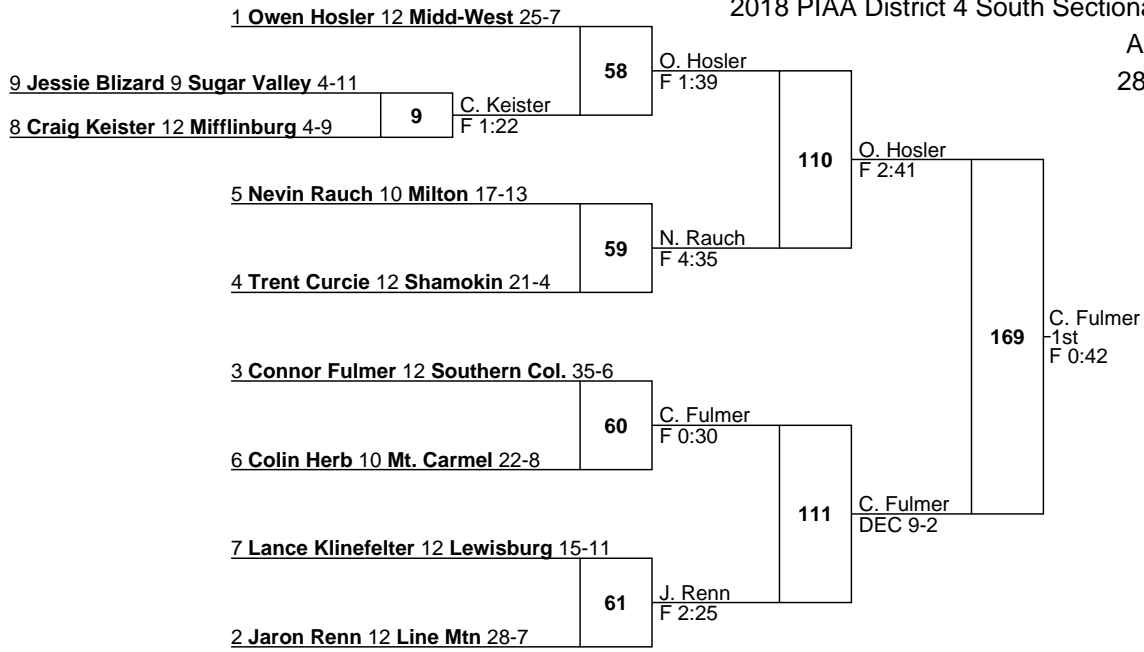 2018 PIAA District 4 South Sectiona
A
28
1 Owen Hosler 12 Midd-West 25-7
58
O. Hosler
F 1:39
9 Jessie Blizard 9 Sugar Valley 4-11
9
C. Keister
F 1:22
8 Craig Keister 12 Mifflinburg 4-9
110
O. Hosler
F 2:41
5 Nevin Rauch 10 Milton 17-13
59
N. Rauch
F 4:35
4 Trent Curcie 12 Shamokin 21-4
169
C. Fulmer
1st
F 0:42
3 Connor Fulmer 12 Southern Col. 35-6
60
C. Fulmer
F 0:30
6 Colin Herb 10 Mt. Carmel 22-8
111
C. Fulmer
DEC 9-2
7 Lance Klinefelter 12 Lewisburg 15-11
61
J. Renn
F 2:25
2 Jaron Renn 12 Line Mtn 28-7